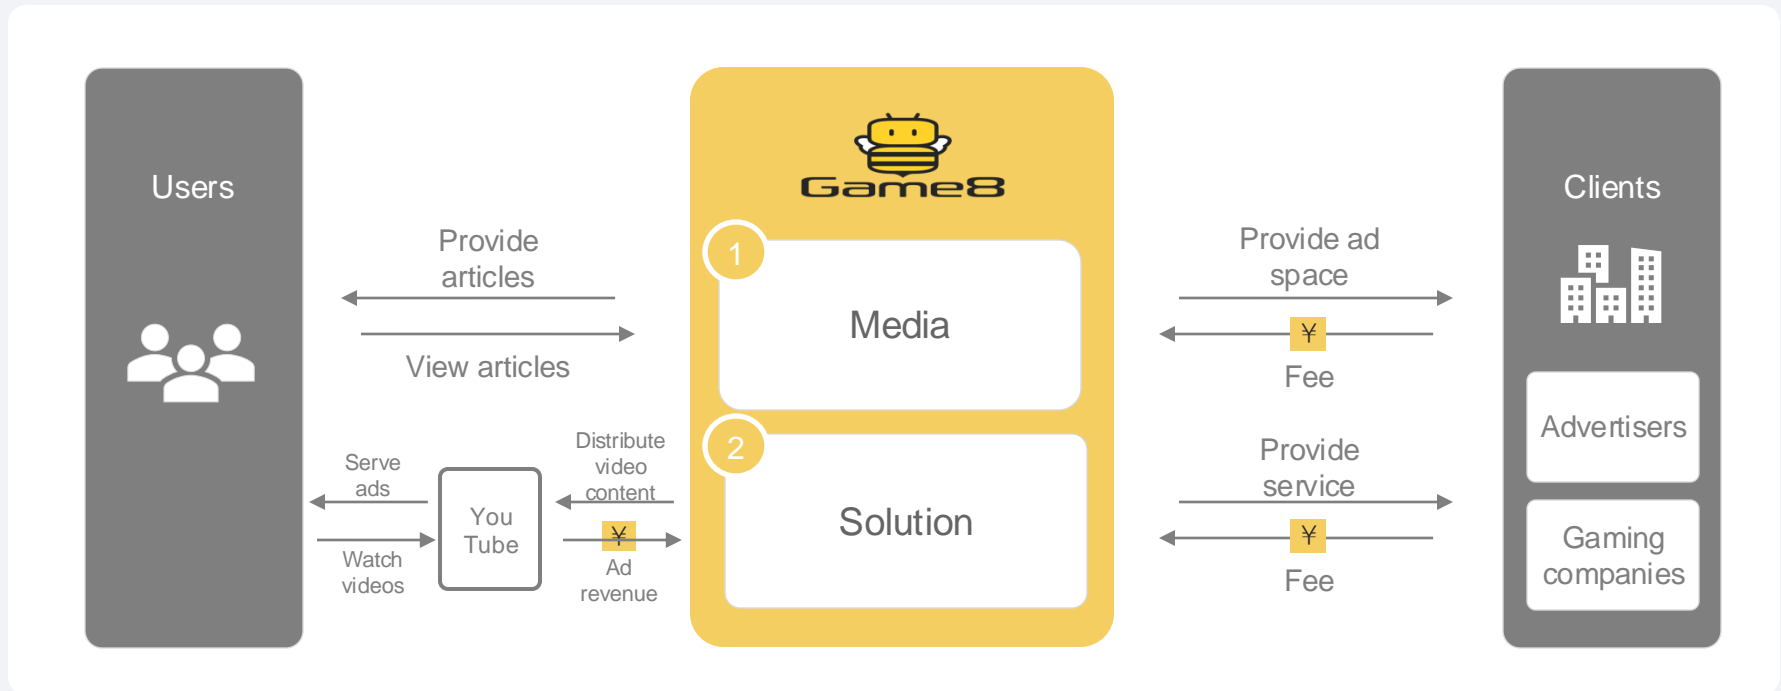 Users
Provide
articles
View articles
Serve
ads
Watch
videos
You
Tube
Distribute
video
content
¥
Ad
revenue
Game8
1
Media
2
Solution
Provide ad
space
¥
Fee
Provide
service
¥
Fee
Clients
Advertisers
Gaming
companies